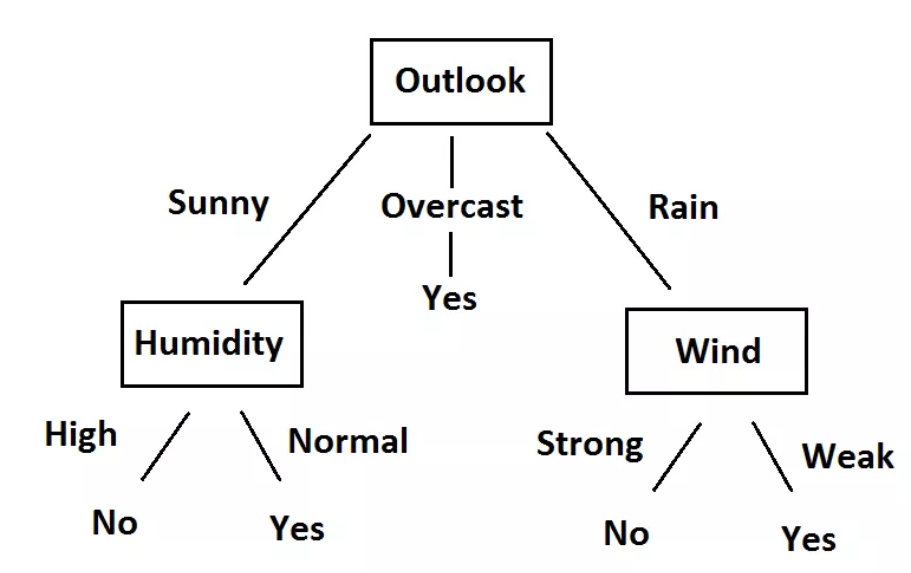 Outlook
Sunny
Overcast
Rain
Yes
Humidity
Wind
High
Normal
Strong
Weak
No
Yes
No
Yes